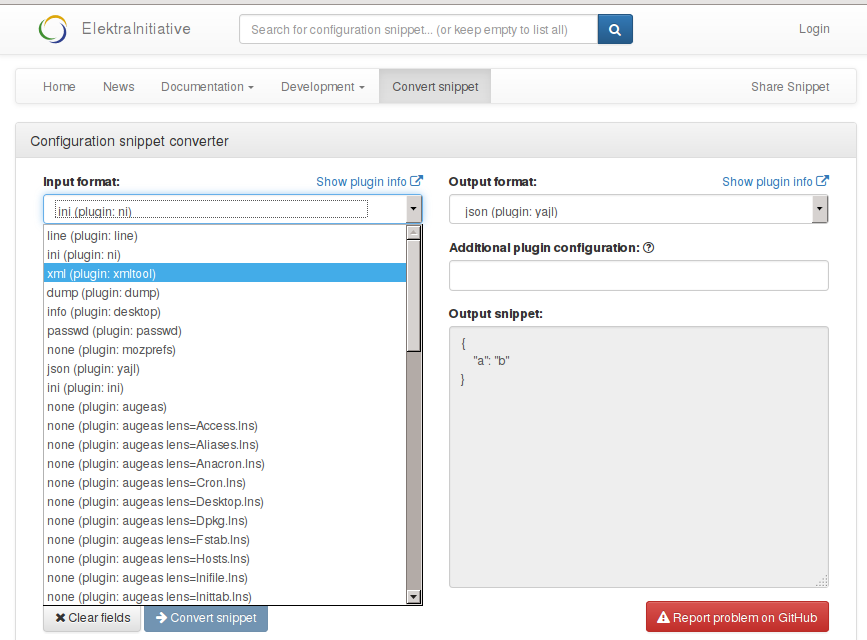 ElektraInitiative
Search for configuration snippet... (or keep empty to list all)
Login
Home
News
Documentation
Development
Convert snippet
Share Snippet
Configuration snippet converter
Input format:
Show plugin info
ini (plugin: ni)
line (plugin: line)
ini (plugin: ni)
xml (plugin: xmltool)
dump (plugin: dump)
info (plugin: desktop)
passwd (plugin: passwd)
none (plugin: mozprefs)
json (plugin: yajl)
ini (plugin: ini)
none (plugin: augeas)
none (plugin: augeas lens=Access.lns)
none (plugin: augeas lens=Aliases.lns)
none (plugin: augeas lens=Anacron.lns)
none (plugin: augeas lens=Cron.lns)
none (plugin: augeas lens=Desktop.lns)
none (plugin: augeas lens=Dpkg.lns)
none (plugin: augeas lens=Fstab.lns)
none (plugin: augeas lens=Hosts.lns)
none (plugin: augeas lens=Inifile.lns)
none (plugin: augeas lens=Inittab.lns)
Clear fields
Convert snippet
Output format:
Show plugin info
json (plugin: yajl)
Additional plugin configuration:
Output snippet:
{
"a": "b"
}
Report problem on GitHub